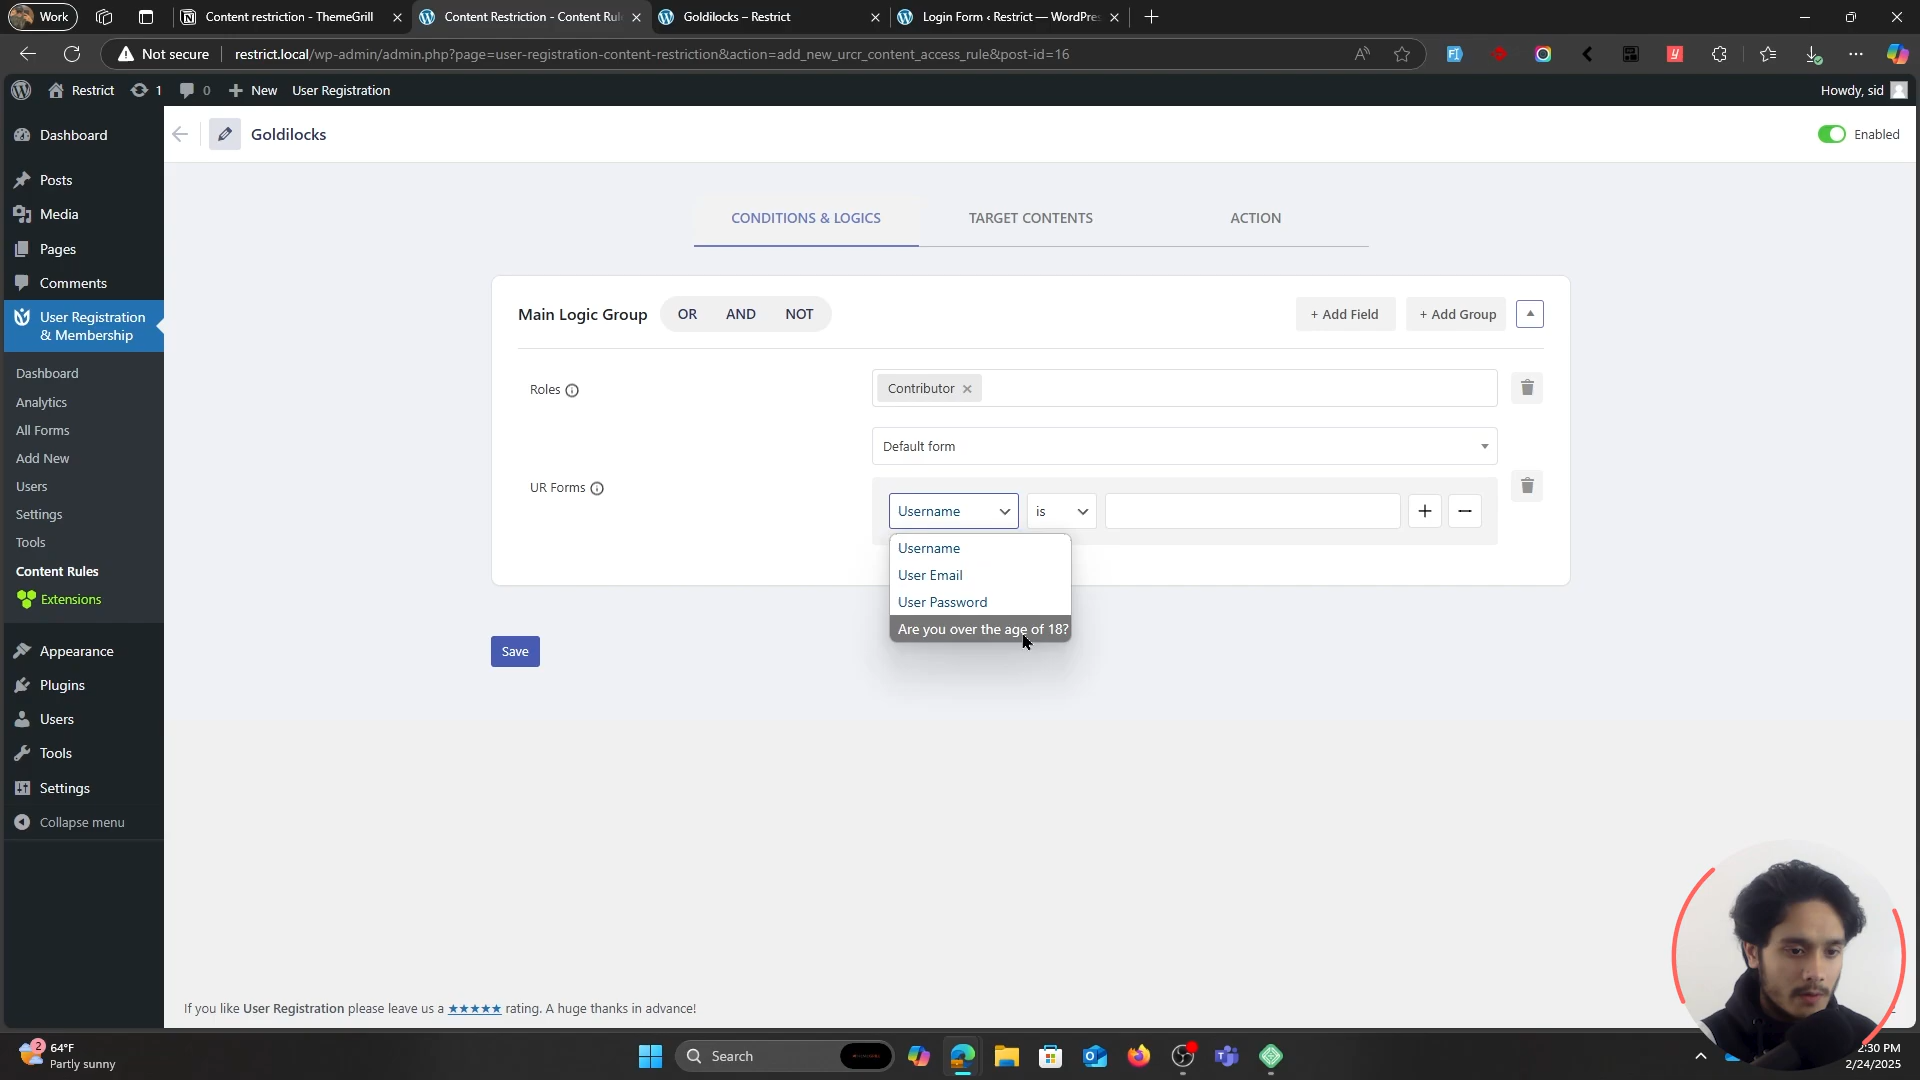 Work
Content restriction - ThemeGrill
Content Restriction - Content Rul
Goldilocks – Restrict
Login Form ‹ Restrict — WordPres
Not secure
restrict.local/wp-admin/admin.php?page=user-registration-content-restriction&action=add_new_urcr_content_access_rule&post-id=16
Restrict
1
0
New
User Registration
Howdy, sid
Dashboard
Posts
Media
Pages
Comments
User Registration
& Membership
Dashboard
Analytics
All Forms
Add New
Users
Settings
Tools
Content Rules
Extensions
Appearance
Plugins
Users
Tools
Settings
Collapse menu
Goldilocks
Enabled
CONDITIONS & LOGICS
TARGET CONTENTS
ACTION
Main Logic Group
OR
AND
NOT
+ Add Field
+ Add Group
Roles
Contributor
Default form
UR Forms
Username
is
Username
User Email
User Password
Are you over the age of 18?
Save
If you like User Registration please leave us a ★★★★★ rating. A huge thanks in advance!
2
64°F
Partly sunny
Search
2:30 PM
2/24/2025